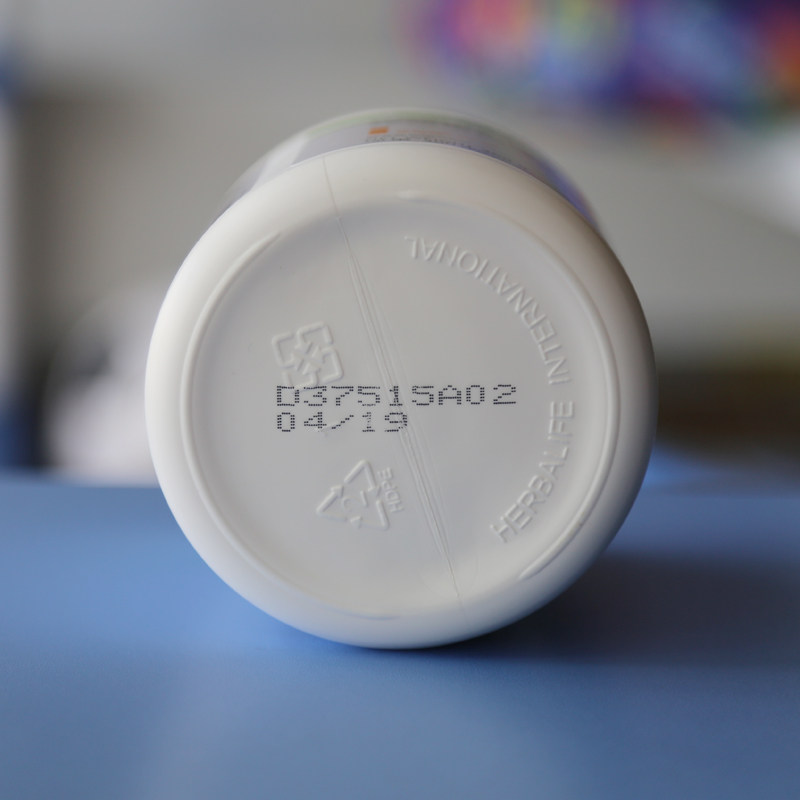 D37515A02
04/19
HERBALIFE INTERNATIONAL
HDPE